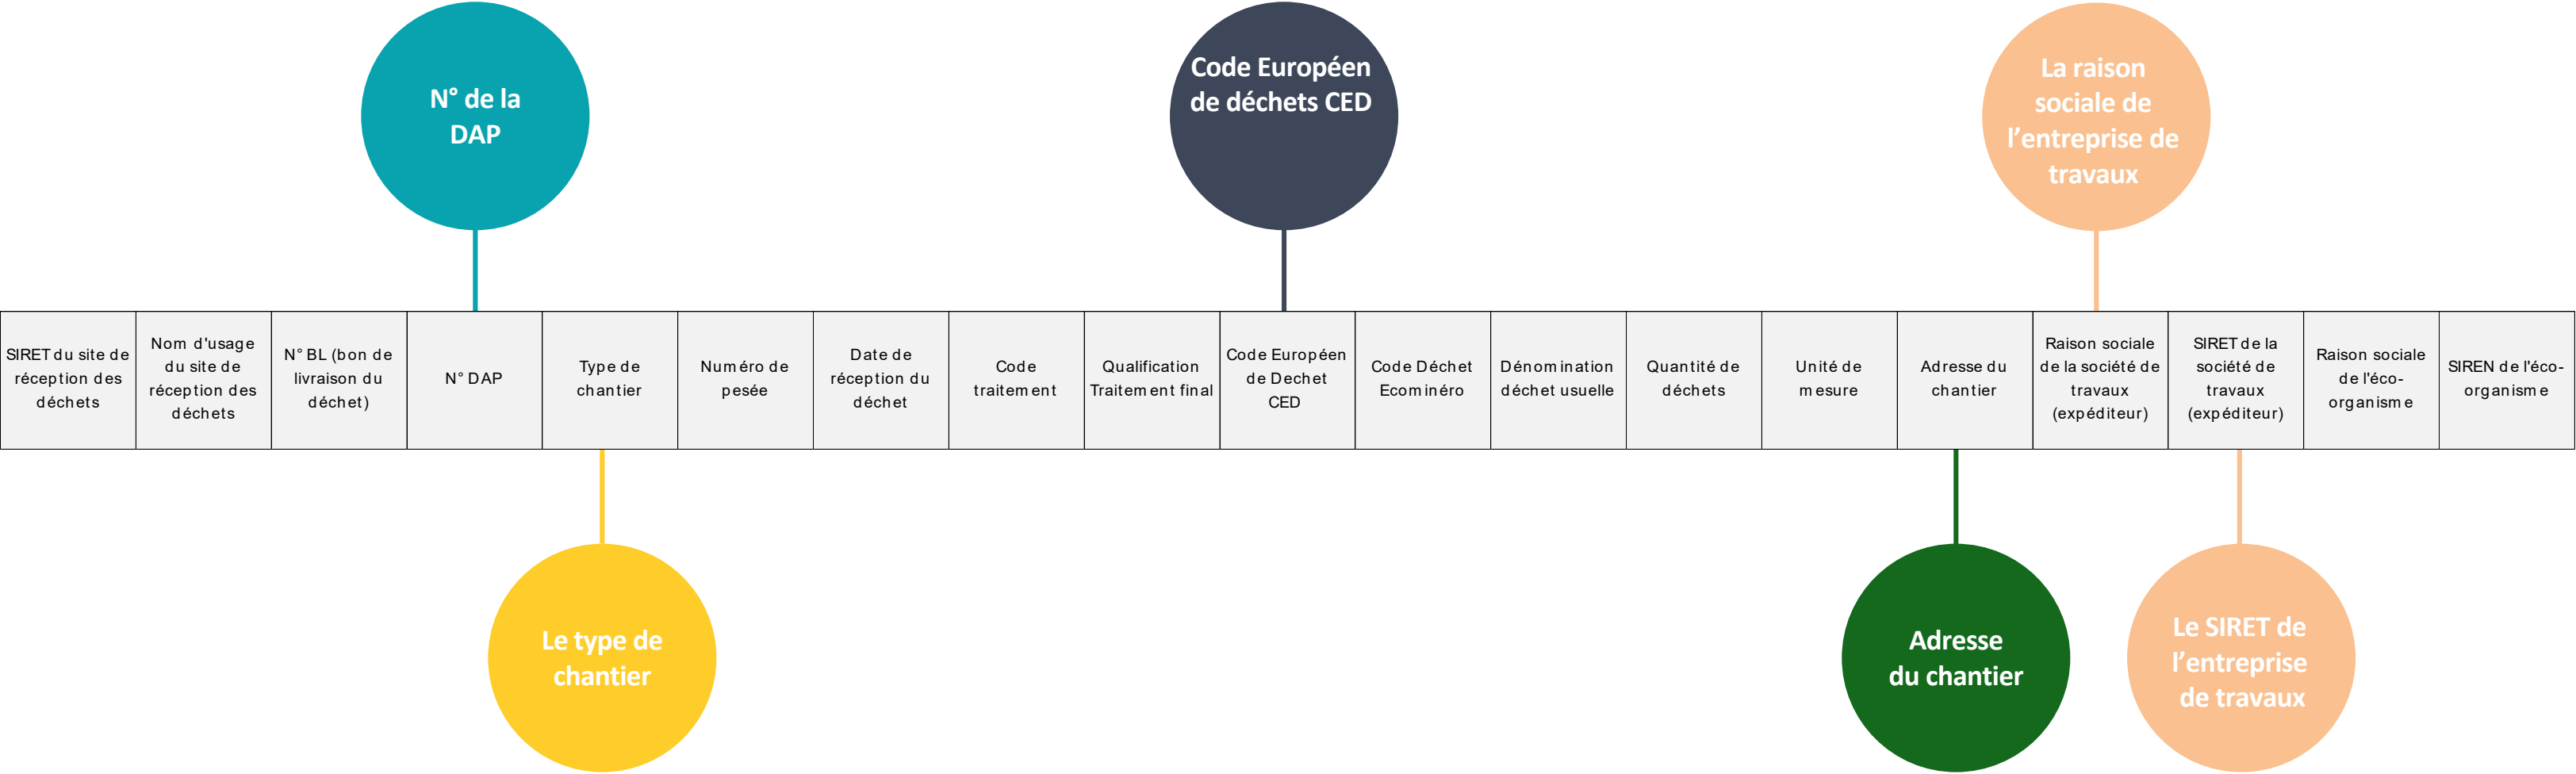 N° de la
DAP
Code Européen
de déchets CED
La raison
sociale de
l’entreprise de
travaux
SIRET du site de
réception des
déchets
Nom d'usage
du site de
réception des
déchets
N° BL (bon de
livraison du
déchet)
N° DAP
Type de
chantier
Numéro de
pesée
Date de
réception du
déchet
Code
traitement
Qualification
Traitement final
Code Européen
de Dechet
CED
Code Déchet
Ecominéro
Dénomination
déchet usuelle
Quantité de
déchets
Unité de
mesure
Adresse du
chantier
Raison sociale
de la société de
travaux
(expéditeur)
SIRET de la
société de
travaux
(expéditeur)
Raison sociale
de l'éco-
organisme
SIREN de l'éco-
organisme
Le type de
chantier
Adresse
du chantier
Le SIRET de
l’entreprise
de travaux